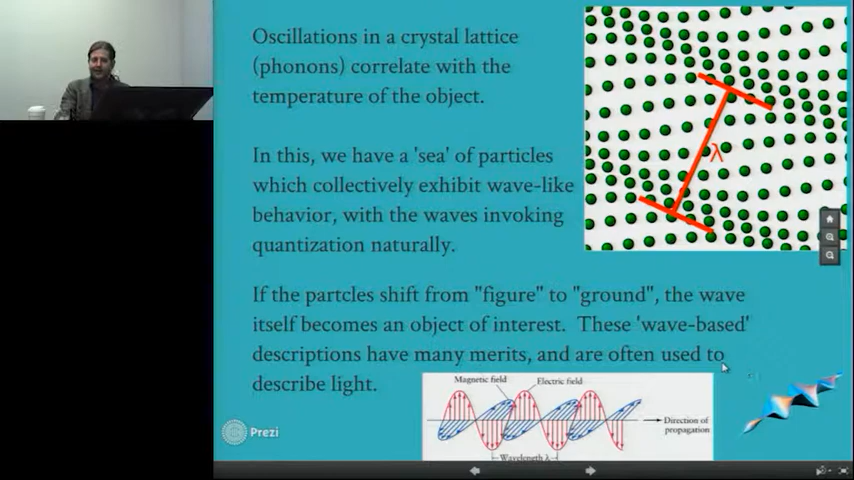 Oscillations in a crystal lattice
(phonons) correlate with the
temperature of the object.
In this, we have a 'sea' of particles
which collectively exhibit wave-like
behavior, with the waves invoking
quantization naturally.
If the partcles shift from "figure" to "ground", the wave
itself becomes an object of interest. These 'wave-based'
descriptions have many merits, and are often used to
describe light.
λ
Magnetic field
Electric field
Direction of
propagation
Wavelength λ
Prezi